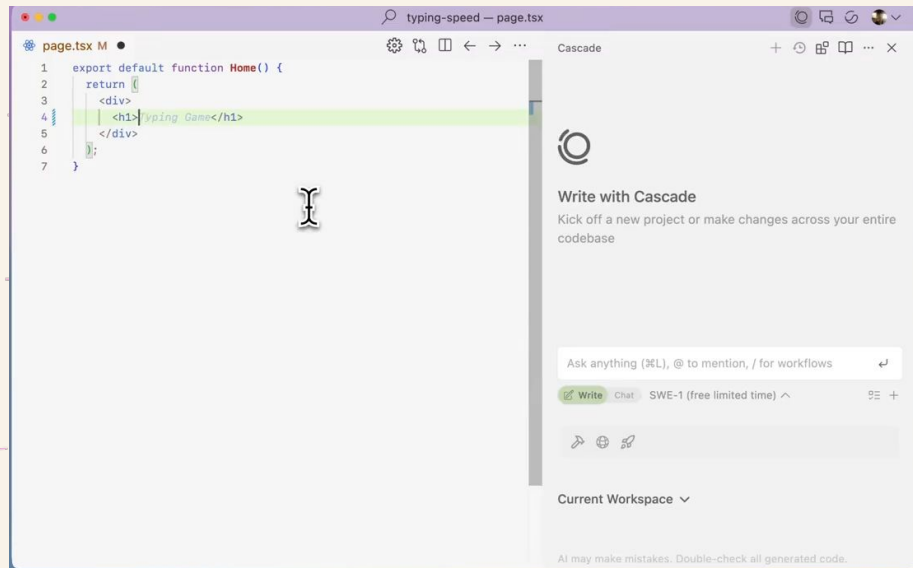 typing-speed — page.tsx
page.tsx M
Cascade
1 export default function Home() {
2 return (
3 <div>
4 <h1>Typing Game</h1>
5 </div>
6 );
7 }
Write with Cascade
Kick off a new project or make changes across your entire
codebase
Ask anything (⌘L), @ to mention, / for workflows
Write Chat SWE-1 (free limited time)
Current Workspace
AI may make mistakes. Double-check all generated code.